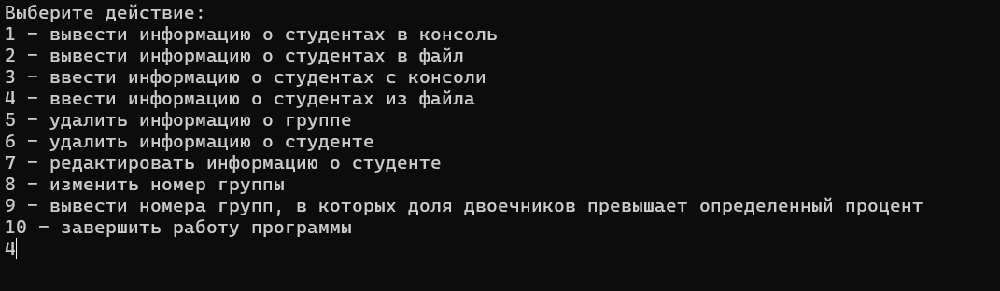 Выберите действие:
1 - вывести информацию о студентах в консоль
2 - вывести информацию о студентах в файл
3 - ввести информацию о студентах с консоли
4 - ввести информацию о студентах из файла
5 - удалить информацию о группе
6 - удалить информацию о студенте
7 - редактировать информацию о студенте
8 - изменить номер группы
9 - вывести номера групп, в которых доля двоечников превышает определенный процент
10 - завершить работу программы
4